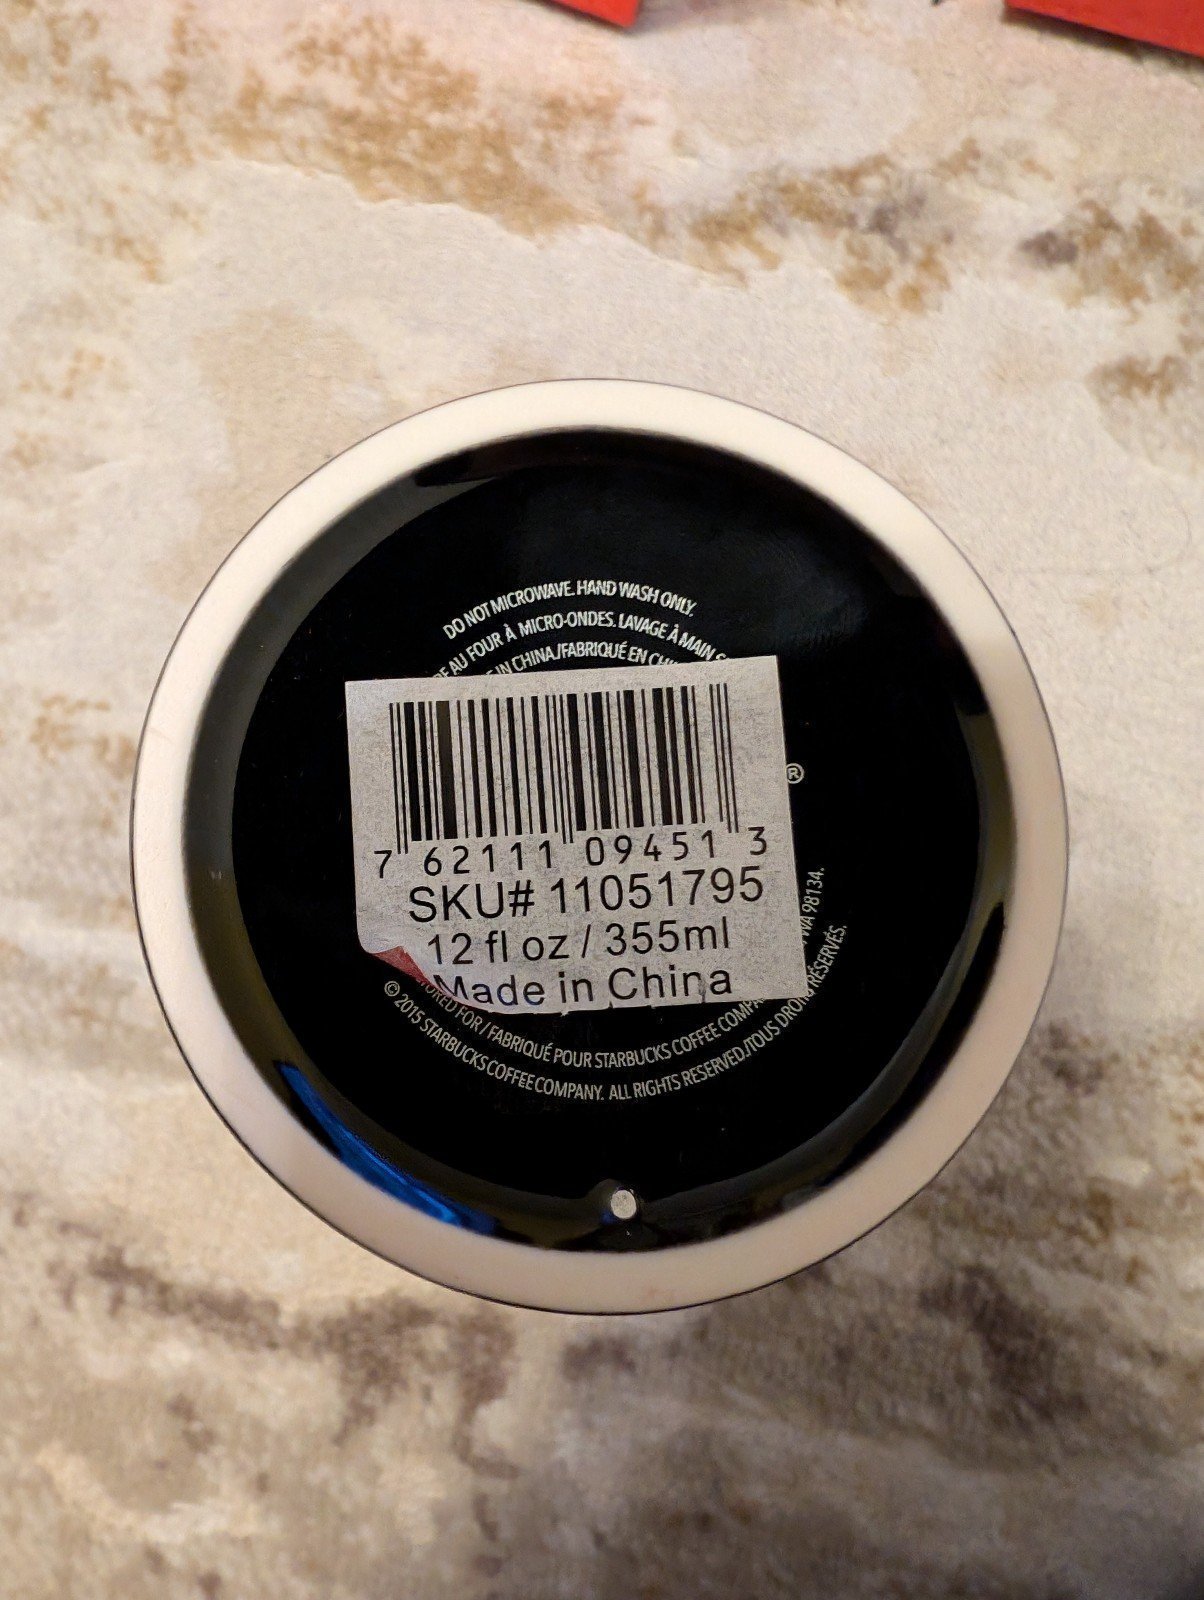 DO NOT MICROWAVE. HAND WASH ONLY.
AU FOUR À MICRO-ONDES. LAVAGE À MAIN
IN CHINA./FABRIQUÉ EN
®
7 62111 09451 3
SKU# 11051795
12 fl oz / 355ml
Made in China
WA 98134.
FOR / FABRIQUÉ POUR STARBUCKS COFFEE
© 2015 STARBUCKS COFFEE COMPANY. ALL RIGHTS RESERVED./TOUS DROITS RÉSERVÉS.